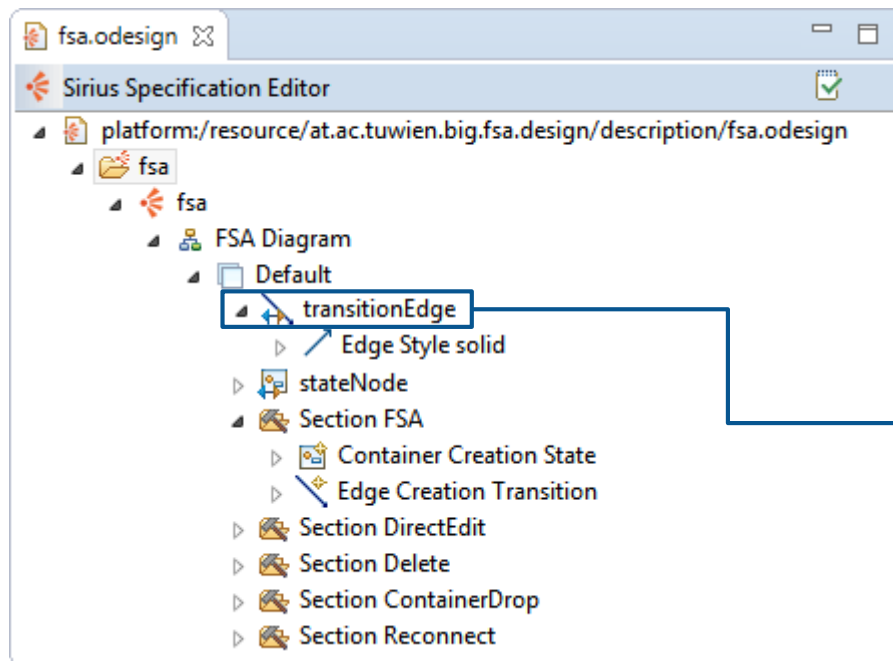 fsa.odesign
Sirius Specification Editor
platform:/resource/at.ac.tuwien.big.fsa.design/description/fsa.odesign
fsa
fsa
FSA Diagram
Default
transitionEdge
Edge Style solid
stateNode
Section FSA
Container Creation State
Edge Creation Transition
Section DirectEdit
Section Delete
Section ContainerDrop
Section Reconnect